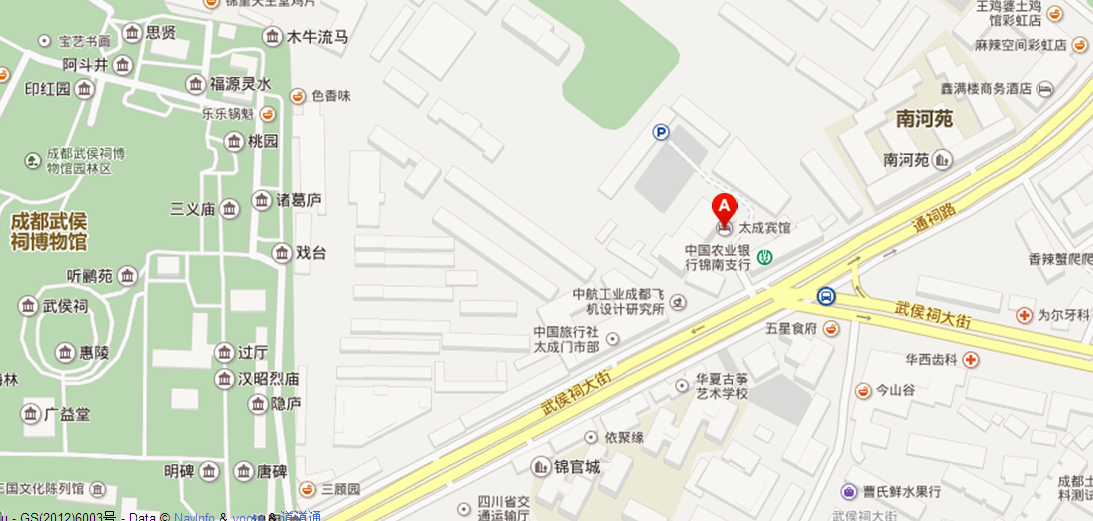 王鸡婆土鸡
馆彩虹店
思贤
木牛流马
宝艺书画
麻辣空间彩虹店
阿斗井
福源灵水
印红园
鑫满楼商务酒店
色香味
乐乐锅魁
南河苑
P
桃园
成都武侯祠博
物馆园林区
南河苑
诸葛庐
三义庙
A
成都武侯
祠博物馆
太成宾馆
通祠路
戏台
中国农业银
行锦南支行
香辣蟹爬爬
听鹂苑
武侯祠
中航工业成都飞
机设计研究所
武侯祠大街
为尔牙科
五星食府
中国旅行社
太成门市部
惠陵
过厅
华西齿科
汉昭烈庙
华夏古筝
艺术学校
武侯祠大街
今山谷
隐庐
广益堂
依聚缘
锦官城
明碑
唐碑
三国文化陈列馆
三顾园
曹氏鲜水果行
四川省交
通运输厅
武侯祠大街
- GS(2012)6003号 - Data © NavInfo & 道道通